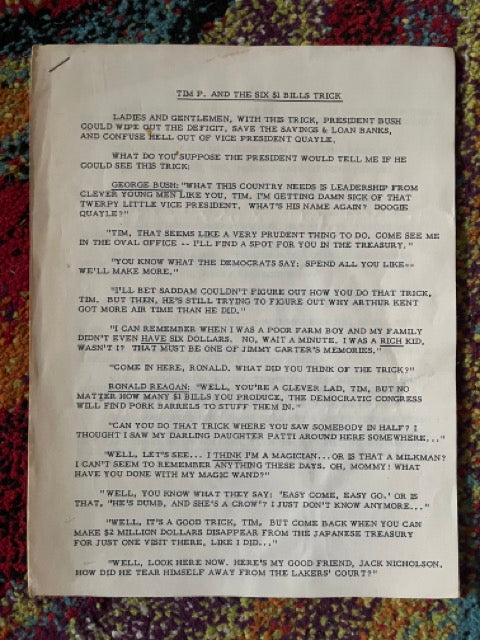 TIM P. AND THE SIX $1 BILLS TRICK
LADIES AND GENTLEMEN, WITH THIS TRICK, PRESIDENT BUSH
COULD WIPE OUT THE DEFICIT, SAVE THE SAVINGS & LOAN BANKS,
AND CONFUSE HELL OUT OF VICE PRESIDENT QUAYLE.
WHAT DO YOU SUPPOSE THE PRESIDENT WOULD TELL ME IF HE
COULD SEE THIS TRICK:
GEORGE BUSH: "WHAT THIS COUNTRY NEEDS IS LEADERSHIP FROM
CLEVER YOUNG MEN LIKE YOU, TIM. I'M GETTING DAMN SICK OF THAT
TWERPY LITTLE VICE PRESIDENT. WHAT'S HIS NAME AGAIN? DOOGIE
QUAYLE?"
"TIM, THAT SEEMS LIKE A VERY PRUDENT THING TO DO. COME SEE ME
IN THE OVAL OFFICE -- I'LL FIND A SPOT FOR YOU IN THE TREASURY."
"YOU KNOW WHAT THE DEMOCRATS SAY: SPEND ALL YOU LIKE--
WE'LL MAKE MORE."
"I'LL BET SADDAM COULDN'T FIGURE OUT HOW YOU DO THAT TRICK,
TIM. BUT THEN, HE'S STILL TRYING TO FIGURE OUT WHY ARTHUR KENT
GOT MORE AIR TIME THAN HE DID."
"I CAN REMEMBER WHEN I WAS A POOR FARM BOY AND MY FAMILY
DIDN'T EVEN HAVE SIX DOLLARS. NO, WAIT A MINUTE. I WAS A RICH KID,
WASN'T I? THAT MUST BE ONE OF JIMMY CARTER'S MEMORIES."
"COME IN HERE, RONALD. WHAT DID YOU THINK OF THE TRICK?"
RONALD REAGAN: "WELL, YOU'RE A CLEVER LAD, TIM, BUT NO
MATTER HOW MANY $1 BILLS YOU PRODUCE, THE DEMOCRATIC CONGRESS
WILL FIND PORK BARRELS TO STUFF THEM IN."
"CAN YOU DO THAT TRICK WHERE YOU SAW SOMEBODY IN HALF? I
THOUGHT I SAW MY DARLING DAUGHTER PATTI AROUND HERE SOMEWHERE..."
"WELL, LET'S SEE... I THINK I'M A MAGICIAN...OR IS THAT A MILKMAN?
I CAN'T SEEM TO REMEMBER ANYTHING THESE DAYS. OH, MOMMY! WHAT
HAVE YOU DONE WITH MY MAGIC WAND?"
"WELL, YOU KNOW WHAT THEY SAY: 'EASY COME, EASY GO.' OR IS
THAT, 'HE'S DUMB, AND SHE'S A CROW'? I JUST DON'T KNOW ANYMORE..."
"WELL, IT'S A GOOD TRICK, TIM, BUT COME BACK WHEN YOU CAN
MAKE $2 MILLION DOLLARS DISAPPEAR FROM THE JAPANESE TREASURY
FOR JUST ONE VISIT THERE, LIKE I DID..."
"WELL, LOOK HERE NOW. HERE'S MY GOOD FRIEND, JACK NICHOLSON.
HOW DID HE TEAR HIMSELF AWAY FROM THE LAKERS' COURT?"